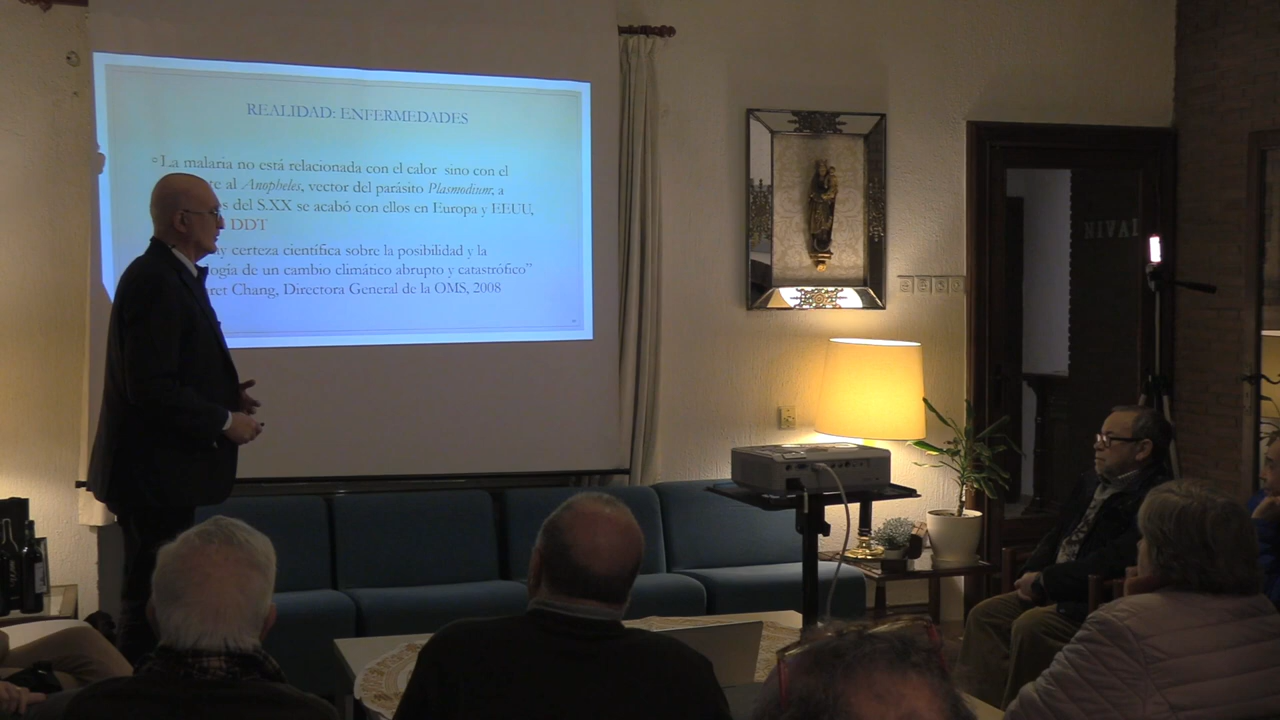 REALIDAD: ENFERMEDADES
La malaria no está relacionada con el calor sino con el
al Anopheles, vector del parásito Plasmodium, a
del S.XX se acabó con ellos en Europa y EEUU,
DDT
certeza científica sobre la posibilidad y la
de un cambio climático abrupto y catastrófico”
Chang, Directora General de la OMS, 2008